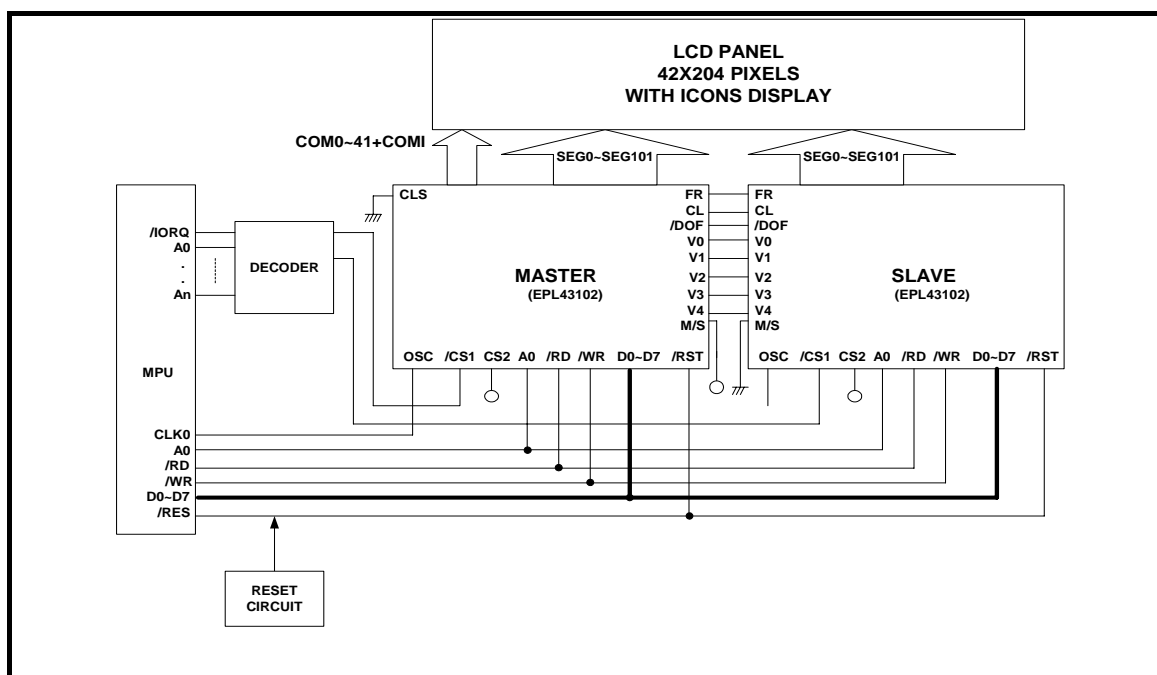 LCD PANEL
42X204 PIXELS
WITH ICONS DISPLAY
COM0~41+COMI
SEG0~SEG101
SEG0~SEG101
CLS
FR
CL
/DOF
V0
V1
V2
V3
V4
M/S
FR
CL
/DOF
V0
V1
V2
V3
V4
M/S
MASTER
(EPL43102)
SLAVE
(EPL43102)
/IORQ
A0
.
.
An
DECODER
MPU
OSC /CS1 CS2 A0 /RD /WR D0~D7 /RST
OSC /CS1 CS2 A0 /RD /WR D0~D7 /RST
CLK0
A0
/RD
/WR
D0~D7
/RES
RESET
CIRCUIT